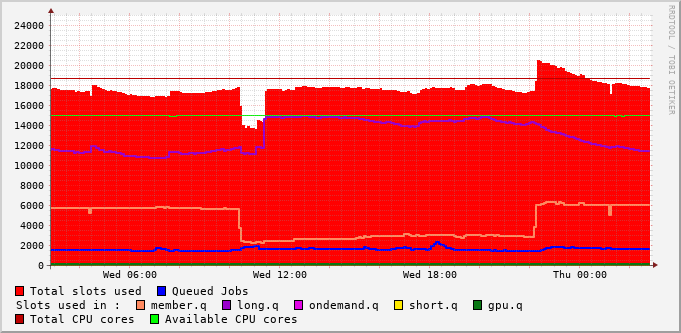 RRDTOOL / TOBI OETIKER
24000
22000
20000
18000
16000
14000
12000
10000
8000
6000
4000
2000
0
Wed 06:00 Wed 12:00 Wed 18:00 Thu 00:00
Total slots used Queued Jobs
Slots used in : member.q long.q ondemand.q short.q gpu.q
Total CPU cores Available CPU cores